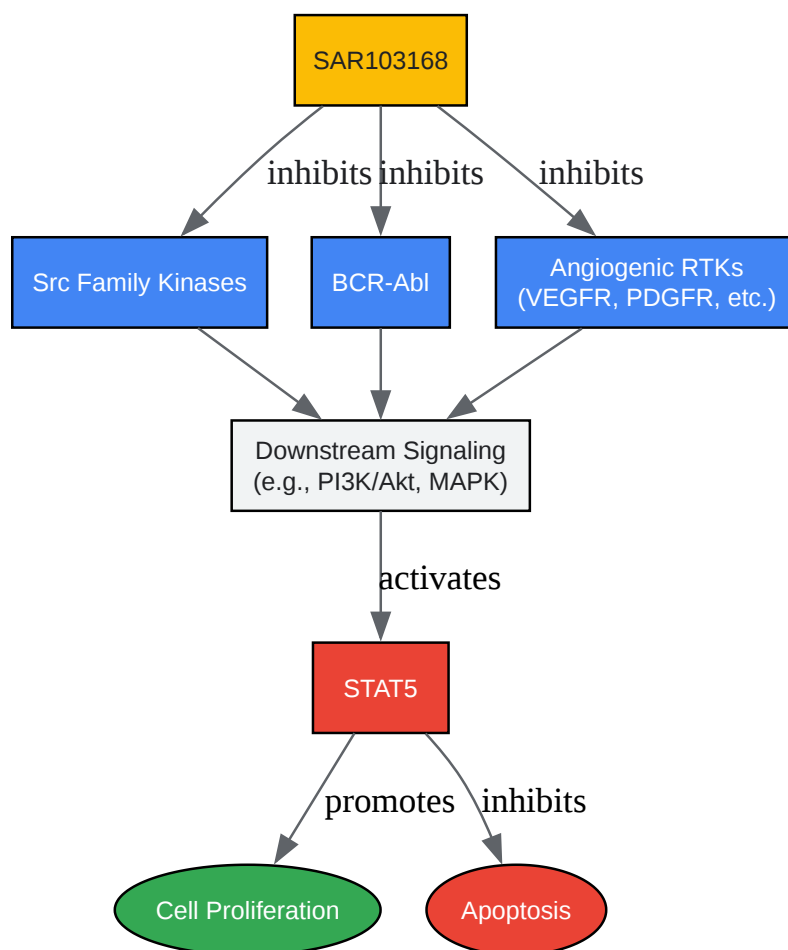 SAR103168
inhibits
inhibits
inhibits
Src Family Kinases
BCR-Abl
Angiogenic RTKs
(VEGFR, PDGFR, etc.)
Downstream Signaling
(e.g., PI3K/Akt, MAPK)
activates
STAT5
promotes
inhibits
Cell Proliferation
Apoptosis